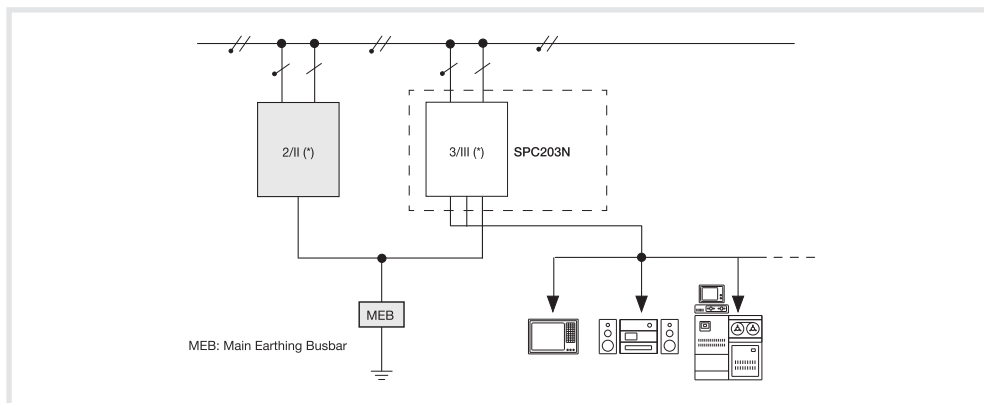 2/II (*)
3/III (*)
SPC203N
MEB
MEB: Main Earthing Busbar